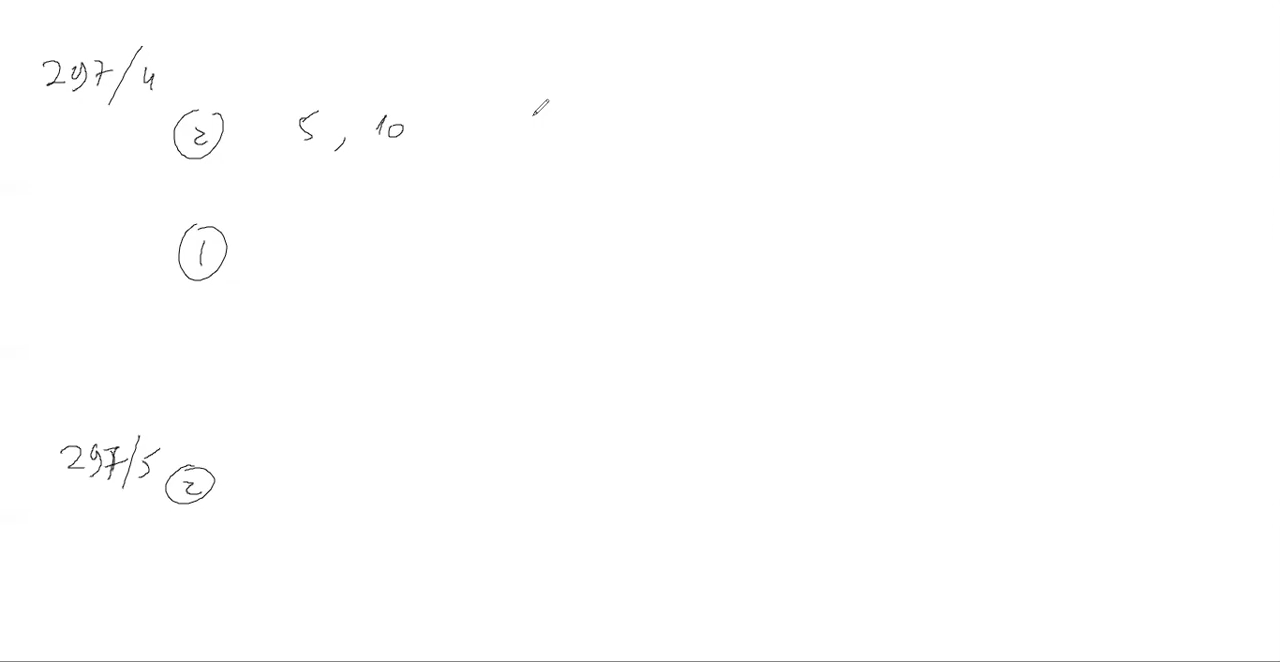 297/4
② 5, 10
①
297/5 ②